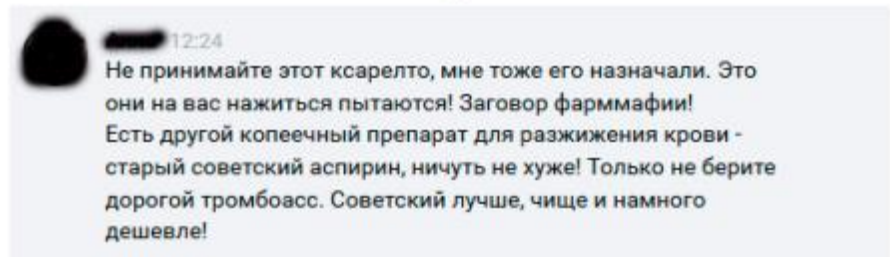 12:24
Не принимайте этот ксарелто, мне тоже его назначали. Это
они на вас нажиться пытаются! Заговор фарммафии!
Есть другой копеечный препарат для разжижения крови -
старый советский аспирин, ничуть не хуже! Только не берите
дорогой тромбоасс. Советский лучше, чище и намного
дешевле!